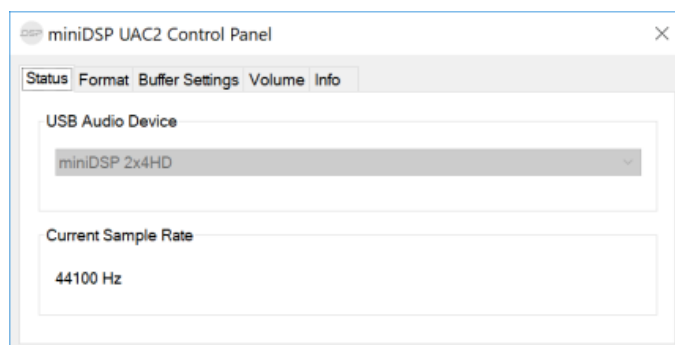 DSP miniDSP UAC2 Control Panel
Status Format Buffer Settings Volume Info
USB Audio Device
miniDSP 2x4HD
Current Sample Rate
44100 Hz